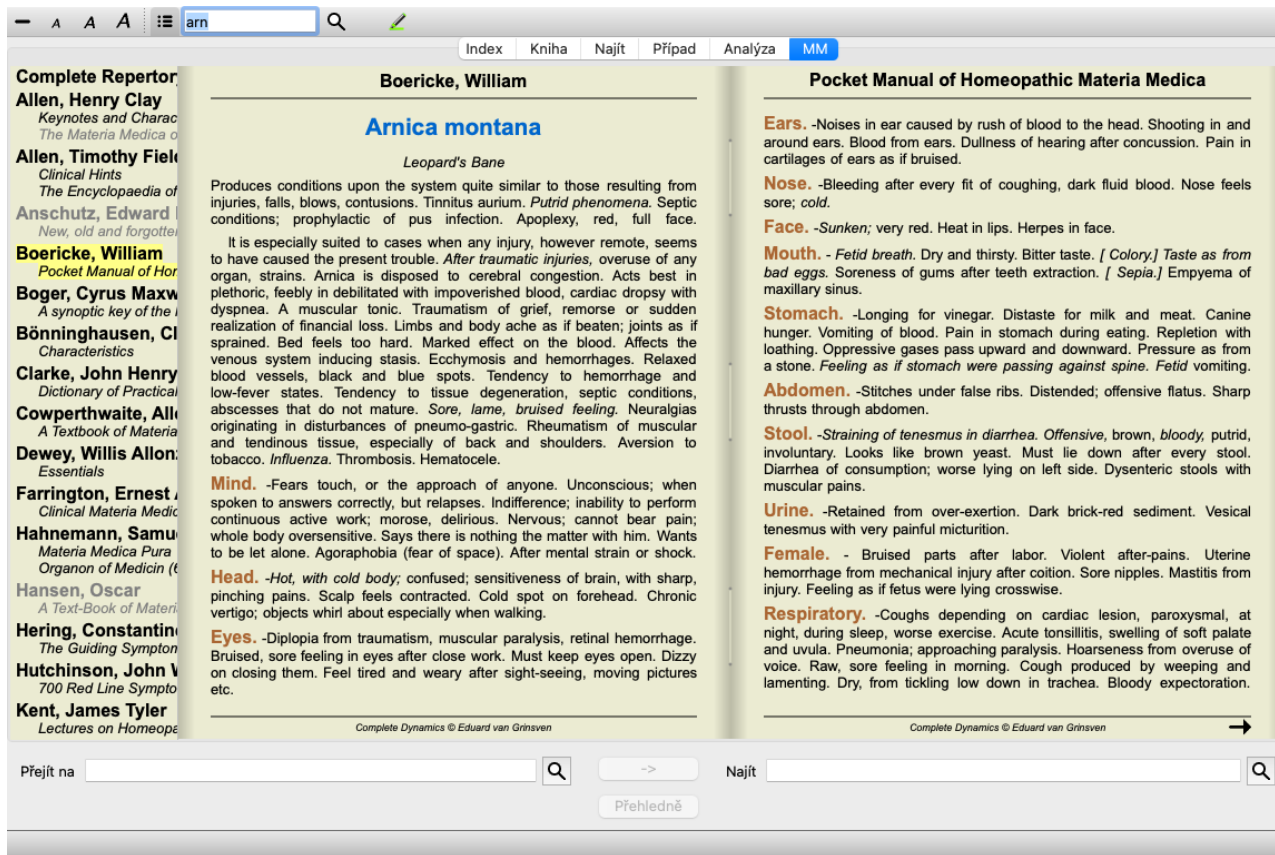 A A A arn
Index Kniha Najít Případ Analýza MM
Complete Repertor
Allen, Henry Clay
Keynotes and Charac
The Materia Medica o
Allen, Timothy Field
Clinical Hints
The Encyclopaedia of
Anschutz, Edward
New, old and forgotte
Boericke, William
Pocket Manual of Hom
Boger, Cyrus Maxw
A synoptic key of the
Bönninghausen, Cl
Characteristics
Clarke, John Henry
Dictionary of Practical
Cowperthwaite, Alle
A Textbook of Materia
Dewey, Willis Allon
Essentials
Farrington, Ernest
Clinical Materia Medic
Hahnemann, Samu
Materia Medica Pura
Organon of Medicin (6
Hansen, Oscar
A Text-Book of Materi
Hering, Constantin
The Guiding Sympton
Hutchinson, John W
700 Red Line Sympto
Kent, James Tyler
Lectures on Homeopa
Boericke, William
Arnica montana
Leopard's Bane
Produces conditions upon the system quite similar to those resulting from
injuries, falls, blows, contusions. Tinnitus aurium. Putrid phenomena. Septic
conditions; prophylactic of pus infection. Apoplexy, red, full face.
It is especially suited to cases when any injury, however remote, seems
to have caused the present trouble. After traumatic injuries, overuse of any
organ, strains. Arnica is disposed to cerebral congestion. Acts best in
plethoric, feebly in debilitated with impoverished blood, cardiac dropsy with
dyspnea. A muscular tonic. Traumatism of grief, remorse or sudden
realization of financial loss. Limbs and body ache as if beaten; joints as if
sprained. Bed feels too hard. Marked effect on the blood. Affects the
venous system inducing stasis. Ecchymosis and hemorrhages. Relaxed
blood vessels, black and blue spots. Tendency to hemorrhage and
low-fever states. Tendency to tissue degeneration, septic conditions,
abscesses that do not mature. Sore, lame, bruised feeling. Neuralgias
originating in disturbances of pneumo-gastric. Rheumatism of muscular
and tendinous tissue, especially of back and shoulders. Aversion to
tobacco. Influenza. Thrombosis. Hematocele.
Mind. -Fears touch, or the approach of anyone. Unconscious; when
spoken to answers correctly, but relapses. Indifference; inability to perform
continuous active work; morose, delirious. Nervous; cannot bear pain;
whole body oversensitive. Says there is nothing the matter with him. Wants
to be let alone. Agoraphobia (fear of space). After mental strain or shock.
Head. -Hot, with cold body; confused; sensitiveness of brain, with sharp,
pinching pains. Scalp feels contracted. Cold spot on forehead. Chronic
vertigo; objects whirl about especially when walking.
Eyes. -Diplopia from traumatism, muscular paralysis, retinal hemorrhage.
Bruised, sore feeling in eyes after close work. Must keep eyes open. Dizzy
on closing them. Feel tired and weary after sight-seeing, moving pictures
etc.
Complete Dynamics © Eduard van Grinsven
Pocket Manual of Homeopathic Materia Medica
Ears. -Noises in ear caused by rush of blood to the head. Shooting in and
around ears. Blood from ears. Dullness of hearing after concussion. Pain in
cartilages of ears as if bruised.
Nose. -Bleeding after every fit of coughing, dark fluid blood. Nose feels
sore; cold.
Face. -Sunken; very red. Heat in lips. Herpes in face.
Mouth. - Fetid breath. Dry and thirsty. Bitter taste. [ Colory.] Taste as from
bad eggs. Soreness of gums after teeth extraction. [ Sepia.] Empyema of
maxillary sinus.
Stomach. -Longing for vinegar. Distaste for milk and meat. Canine
hunger. Vomiting of blood. Pain in stomach during eating. Repletion with
loathing. Oppressive gases pass upward and downward. Pressure as from
a stone. Feeling as if stomach were passing against spine. Fetid vomiting.
Abdomen. -Stitches under false ribs. Distended; offensive flatus. Sharp
thrusts through abdomen.
Stool. -Straining of tenesmus in diarrhea. Offensive, brown, bloody, putrid,
involuntary. Looks like brown yeast. Must lie down after every stool.
Diarrhea of consumption; worse lying on left side. Dysenteric stools with
muscular pains.
Urine. -Retained from over-exertion. Dark brick-red sediment. Vesical
tenesmus with very painful micturition.
Female. - Bruised parts after labor. Violent after-pains. Uterine
hemorrhage from mechanical injury after coition. Sore nipples. Mastitis from
injury. Feeling as if fetus were lying crosswise.
Respiratory. -Coughs depending on cardiac lesion, paroxysmal, at
night, during sleep, worse exercise. Acute tonsillitis, swelling of soft palate
and uvula. Pneumonia; approaching paralysis. Hoarseness from overuse of
voice. Raw, sore feeling in morning. Cough produced by weeping and
lamenting. Dry, from tickling low down in trachea. Bloody expectoration.
Complete Dynamics © Eduard van Grinsven
Přejít na -> Najít
Přehledně